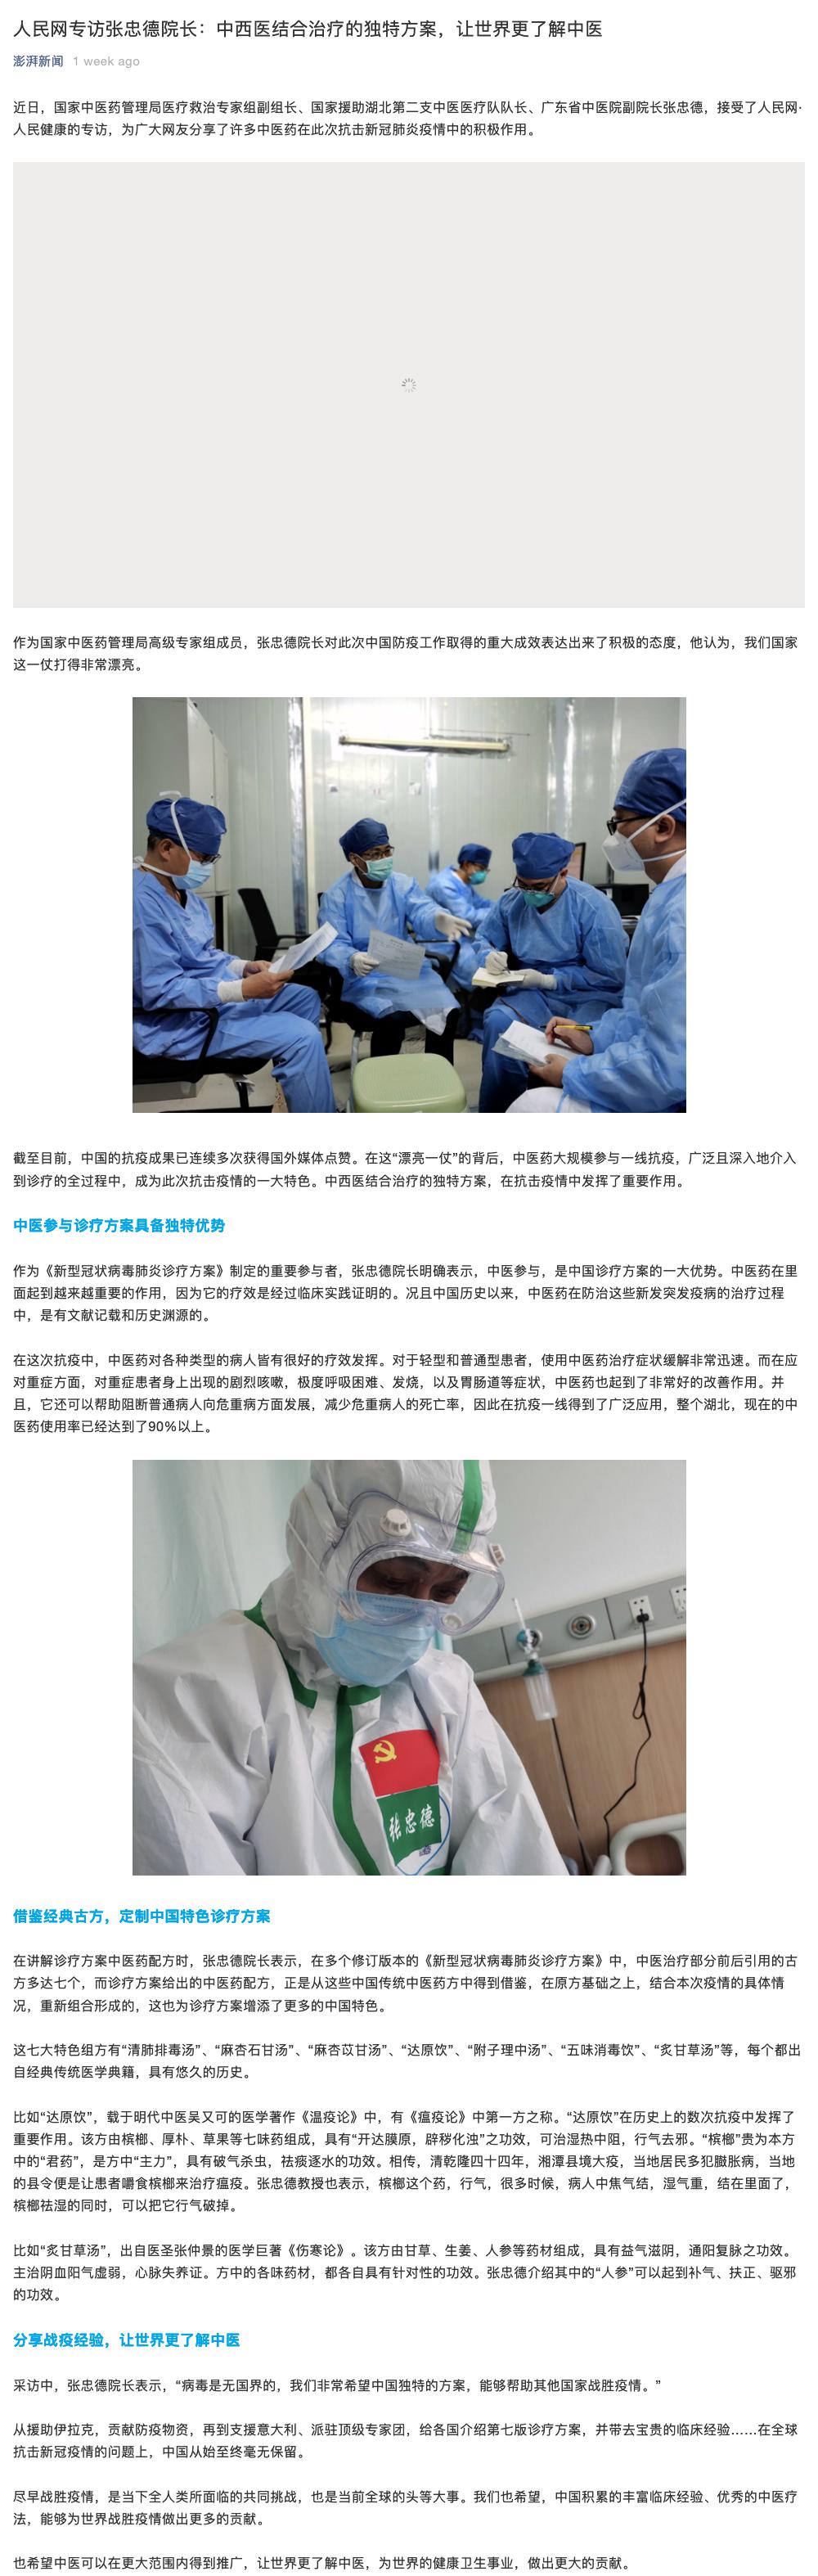 人民网专访张忠德院长：中西医结合治疗的独特方案，让世界更了解中医
澎湃新闻 1 week ago
近日，国家中医药管理局医疗救治专家组副组长、国家援助湖北第二支中医医疗队队长、广东省中医院副院长张忠德，接受了人民网·
人民健康的专访，为广大网友分享了许多中医药在此次抗击新冠肺炎疫情中的积极作用。
作为国家中医药管理局高级专家组成员，张忠德院长对此次中国防疫工作取得的重大成效表达出来了积极的态度，他认为，我们国家
这一仗打得非常漂亮。
截至目前，中国的抗疫成果已连续多次获得国外媒体点赞。在这“漂亮一仗”的背后，中医药大规模参与一线抗疫，广泛且深入地介入
到诊疗的全过程中，成为此次抗击疫情的一大特色。中西医结合治疗的独特方案，在抗击疫情中发挥了重要作用。
中医参与诊疗方案具备独特优势
作为《新型冠状病毒肺炎诊疗方案》制定的重要参与者，张忠德院长明确表示，中医参与，是中国诊疗方案的一大优势。中医药在里
面起到越来越重要的作用，因为它的疗效是经过临床实践证明的。况且中国历史以来，中医药在防治这些新发突发疫病的治疗过程
中，是有文献记载和历史渊源的。
在这次抗疫中，中医药对各种类型的病人皆有很好的疗效发挥。对于轻型和普通型患者，使用中医药治疗症状缓解非常迅速。而在应
对重症方面，对重症患者身上出现的剧烈咳嗽，极度呼吸困难、发烧，以及胃肠道等症状，中医药也起到了非常好的改善作用。并
且，它还可以帮助阻断普通病人向危重病方面发展，减少危重病人的死亡率，因此在抗疫一线得到了广泛应用，整个湖北，现在的中
医药使用率已经达到了90%以上。
张忠德
借鉴经典古方，定制中国特色诊疗方案
在讲解诊疗方案中医药配方时，张忠德院长表示，在多个修订版本的《新型冠状病毒肺炎诊疗方案》中，中医治疗部分前后引用的古
方多达七个，而诊疗方案给出的中医药配方，正是从这些中国传统中医药方中得到借鉴，在原方基础之上，结合本次疫情的具体情
况，重新组合形成的，这也为诊疗方案增添了更多的中国特色。
这七大特色组方有“清肺排毒汤”、“麻杏石甘汤”、“麻杏苡甘汤”、“达原饮”、“附子理中汤”、“五味消毒饮”、“炙甘草汤”等，每个都出
自经典传统医学典籍，具有悠久的历史。
比如“达原饮”，载于明代中医吴又可的医学著作《温疫论》中，有《瘟疫论》中第一方之称。“达原饮”在历史上的数次抗疫中发挥了
重要作用。该方由槟榔、厚朴、草果等七味药组成，具有“开达膜原，辟秽化浊”之功效，可治湿热中阻，行气去邪。“槟榔”贵为本方
中的“君药”，是方中“主力”，具有破气杀虫，祛痰逐水的功效。相传，清乾隆四十四年，湘潭县境大疫，当地居民多犯臌胀病，当地
的县令便是让患者嚼食槟榔来治疗瘟疫。张忠德教授也表示，槟榔这个药，行气，很多时候，病人中焦气结，湿气重，结在里面了，
槟榔祛湿的同时，可以把它行气破掉。
比如“炙甘草汤”，出自医圣张仲景的医学巨著《伤寒论》。该方由甘草、生姜、人参等药材组成，具有益气滋阴，通阳复脉之功效。
主治阴血阳气虚弱，心脉失养证。方中的各味药材，都各自具有针对性的功效。张忠德介绍其中的“人参”可以起到补气、扶正、驱邪
的功效。
分享战疫经验，让世界更了解中医
采访中，张忠德院长表示，“病毒是无国界的，我们非常希望中国独特的方案，能够帮助其他国家战胜疫情。”
从援助伊拉克，贡献防疫物资，再到支援意大利、派驻顶级专家团，给各国介绍第七版诊疗方案，并带去宝贵的临床经验......在全球
抗击新冠疫情的问题上，中国从始至终毫无保留。
尽早战胜疫情，是当下全人类所面临的共同挑战，也是当前全球的头等大事。我们也希望，中国积累的丰富临床经验、优秀的中医疗
法，能够为世界战胜疫情做出更多的贡献。
也希望中医可以在更大范围内得到推广，让世界更了解中医，为世界的健康卫生事业，做出更大的贡献。